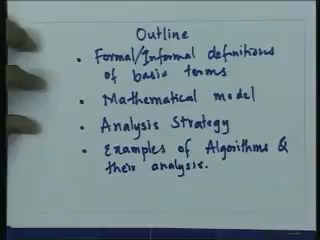 Outline
• Formal/Informal definitions
of basic terms
• Mathematical model
• Analysis Strategy
• Examples of Algorithms &
their analysis.